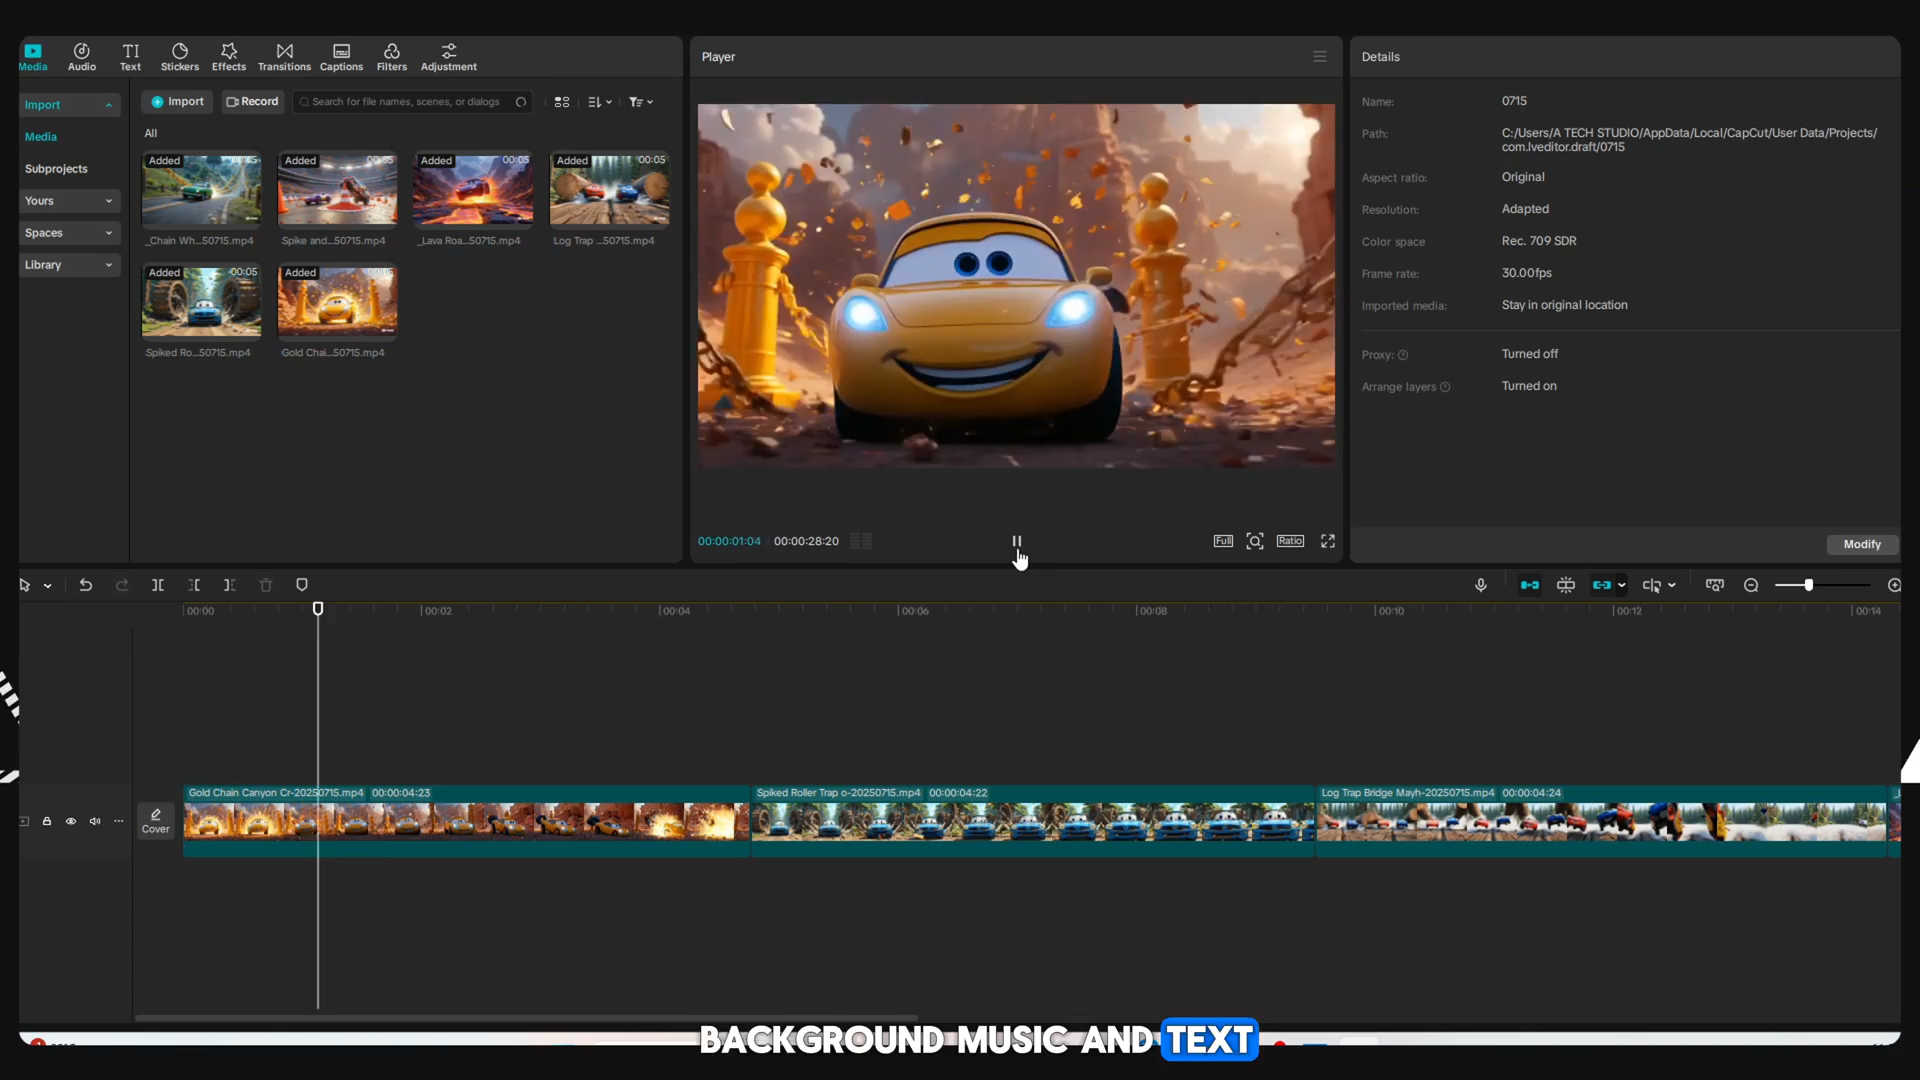 Media
Audio
Text
Stickers
Effects
Transitions
Captions
Filters
Adjustment
Import
Media
Subprojects
Yours
Spaces
Library
Import
Record
Search for file names, scenes, or dialogs
All
Added
Added
Added 00:05
Added 00:05
_Chain Wh...50715.mp4
Spike and...50715.mp4
_Lava Roa...50715.mp4
Log Trap ...50715.mp4
Added 00:05
Added
Spiked Ro...50715.mp4
Gold Chai...50715.mp4
Player
00:00:01:04
00:00:28:20
Full
Ratio
Details
Name: 0715
Path: C:/Users/A TECH STUDIO/AppData/Local/CapCut/User Data/Projects/
com.lveditor.draft/0715
Aspect ratio: Original
Resolution: Adapted
Color space Rec. 709 SDR
Frame rate: 30.00fps
Imported media: Stay in original location
Proxy: Turned off
Arrange layers Turned on
Modify
00:00 00:02 00:04 00:06 00:08 00:10 00:12 00:14
Cover
Gold Chain Canyon Cr-20250715.mp4 00:00:04:23
Spiked Roller Trap o-20250715.mp4 00:00:04:22
Log Trap Bridge Mayh-20250715.mp4 00:00:04:24
BACKGROUND MUSIC AND TEXT